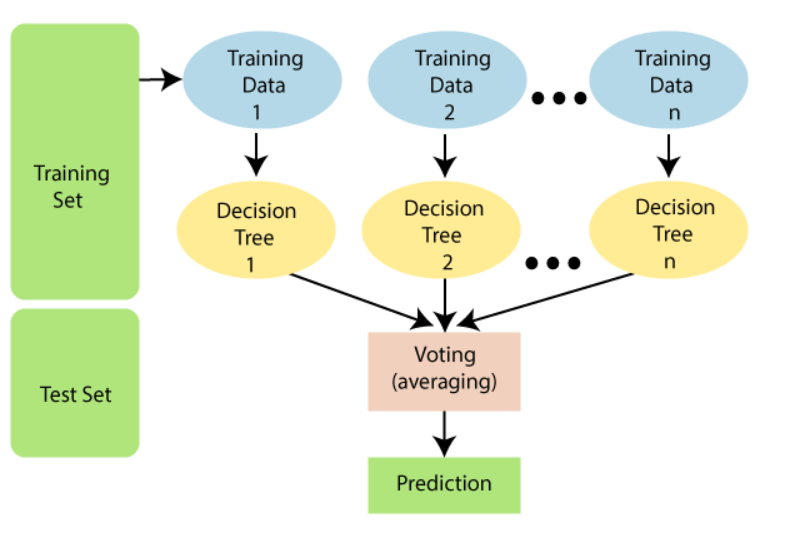 Training
Set
Training
Data
1
Training
Data
2
Training
Data
n
Decision
Tree
1
Decision
Tree
2
Decision
Tree
n
Test Set
Voting
(averaging)
Prediction